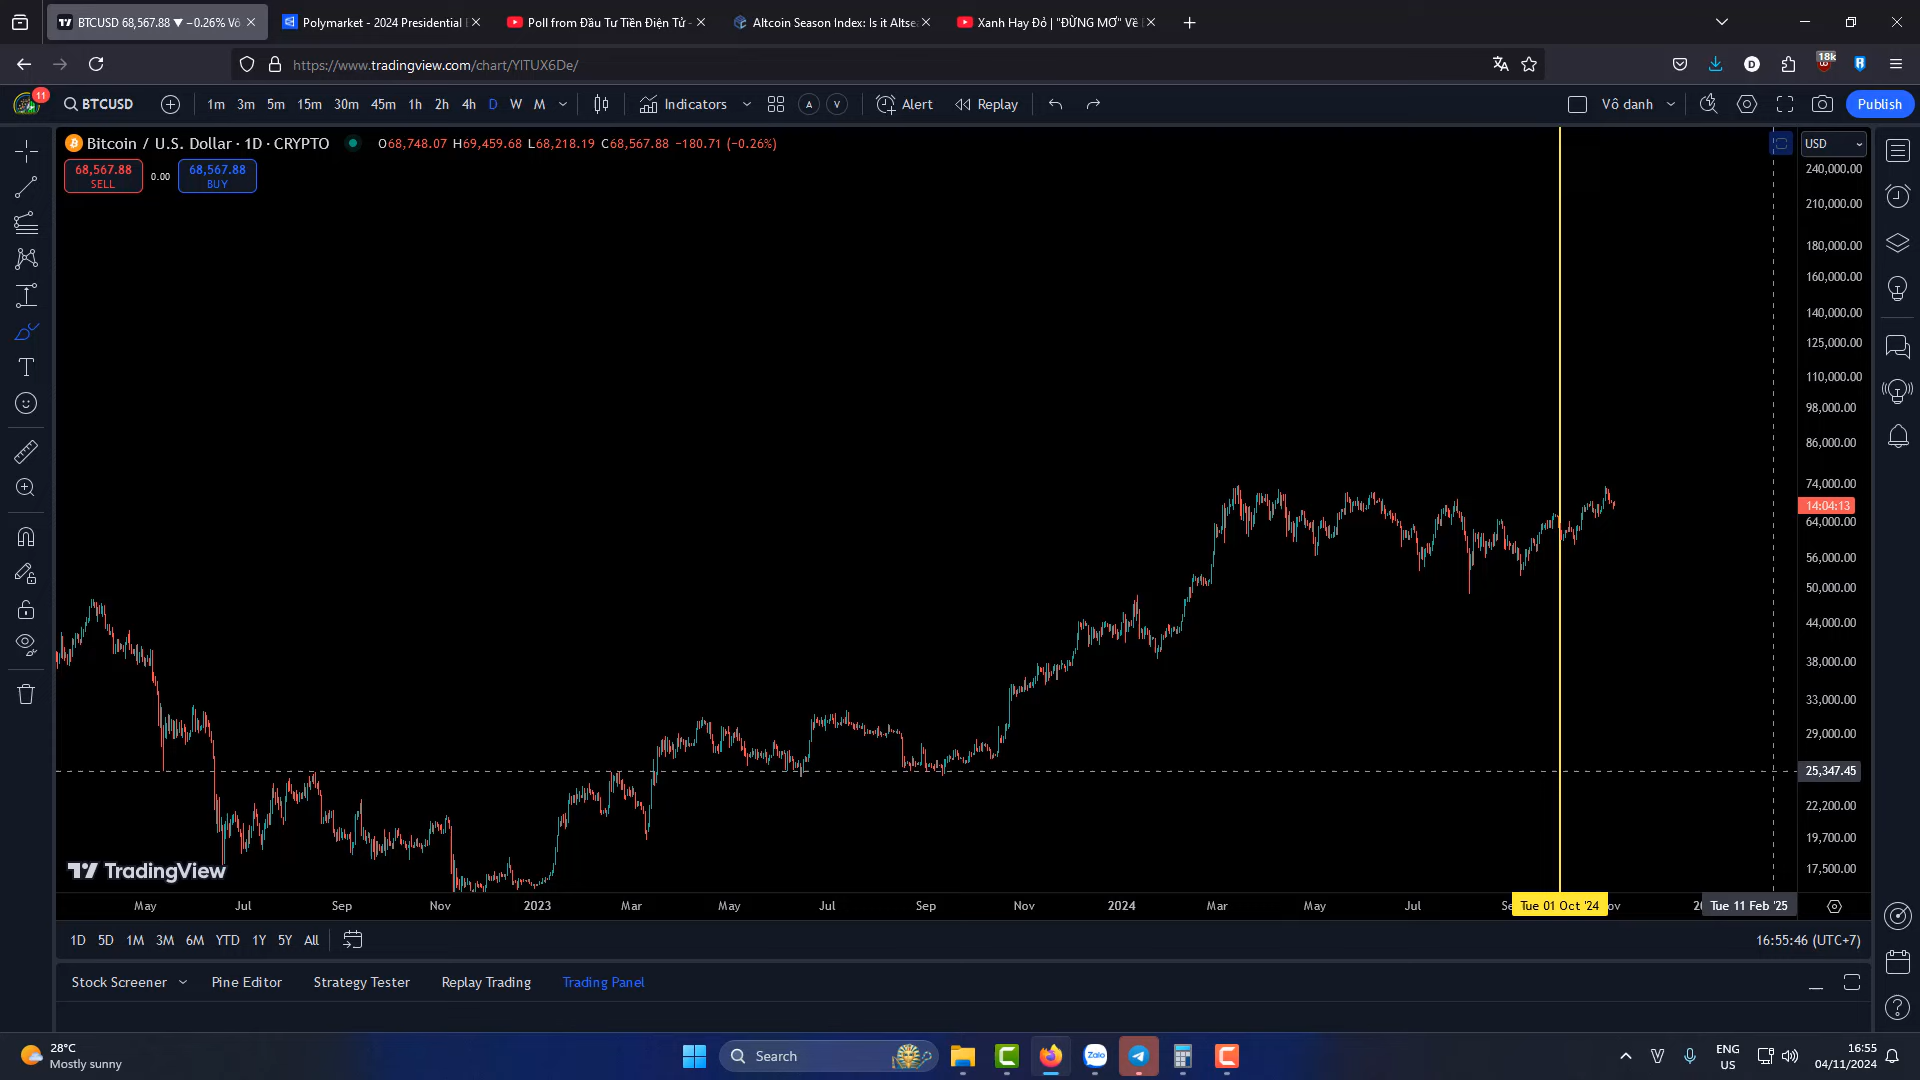 BTCUSD 68,567.88 ▼ −0.26% Vô
Polymarket - 2024 Presidential
Poll from Đầu Tư Tiền Điện Tử -
Altcoin Season Index: Is it Altse
Xanh Hay Đỏ | "ĐỪNG MƠ" Về
https://www.tradingview.com/chart/YITUX6De/
18k
11
BTCUSD
1m 3m 5m 15m 30m 45m 1h 2h 4h D W M
Indicators
A V
Alert
Replay
Vô danh
Publish
Bitcoin / U.S. Dollar · 1D · CRYPTO
O68,748.07 H69,459.68 L68,218.19 C68,567.88 −180.71 (−0.26%)
USD
68,567.88
SELL
0.00
68,567.88
BUY
240,000.00
210,000.00
180,000.00
160,000.00
140,000.00
125,000.00
110,000.00
98,000.00
86,000.00
74,000.00
14:04:13
64,000.00
56,000.00
50,000.00
44,000.00
38,000.00
33,000.00
29,000.00
25,347.45
22,200.00
19,700.00
17,500.00
TradingView
May Jul Sep Nov 2023 Mar May Jul Sep Nov 2024 Mar May Jul Se Tue 01 Oct '24 ov 20 Tue 11 Feb '25
1D 5D 1M 3M 6M YTD 1Y 5Y All
16:55:46 (UTC+7)
Stock Screener Pine Editor Strategy Tester Replay Trading Trading Panel
28°C
Mostly sunny
Search
Zalo
ENG
US
16:55
04/11/2024